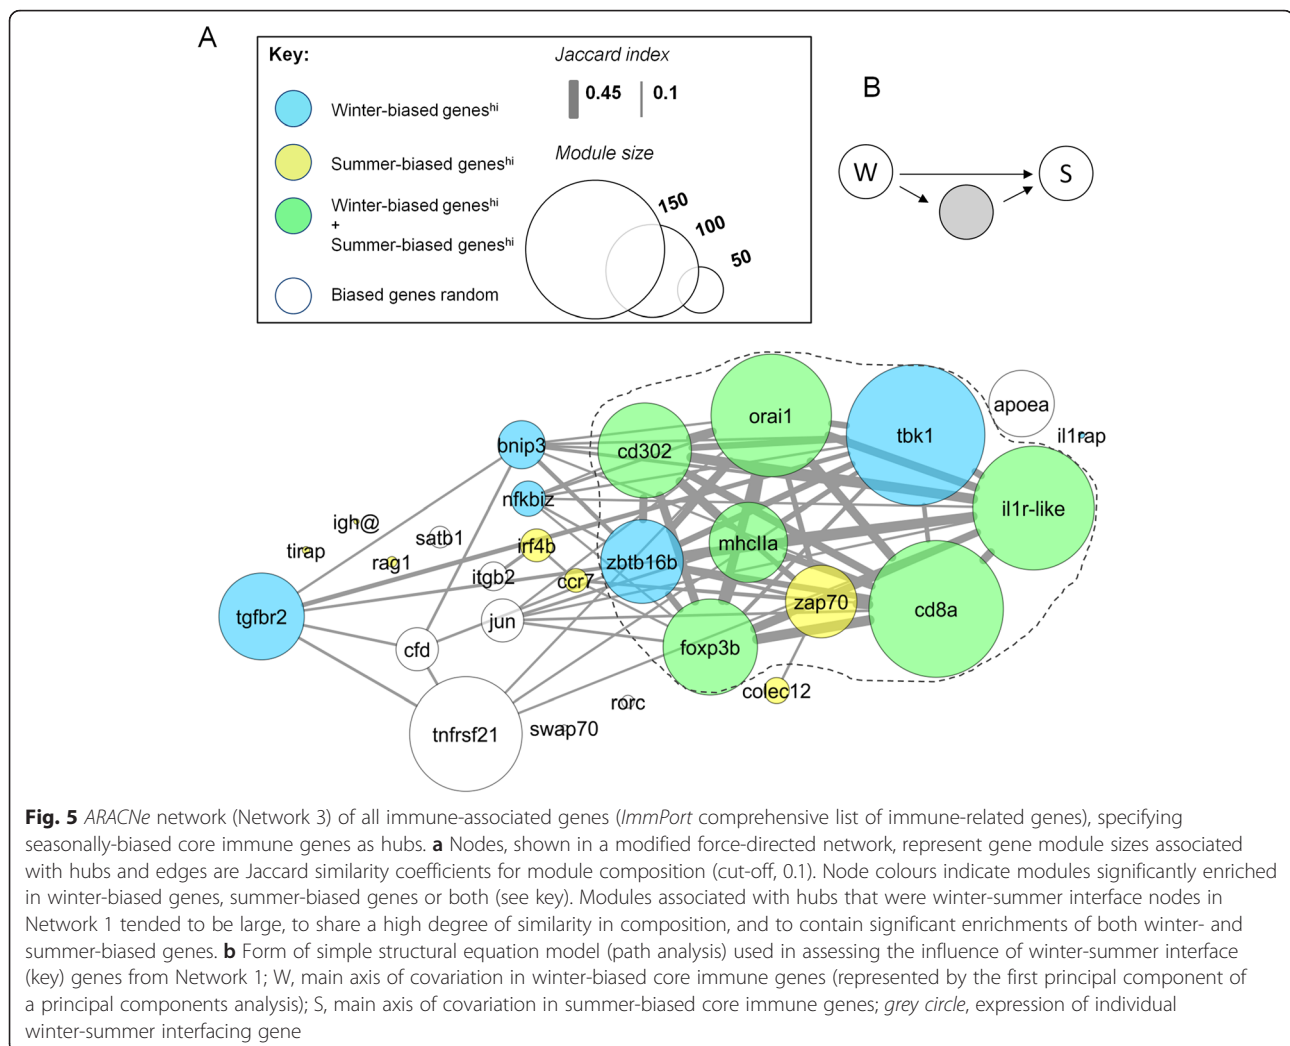 A
Key:
Jaccard index
0.45
0.1
Winter-biased genes^hi
Module size
Summer-biased genes^hi
Winter-biased genes^hi
+
Summer-biased genes^hi
150
100
50
Biased genes random
B
W
S
orai1
apoea
tbk1
il1rap
bnip3
cd302
nfkbiz
il1r-like
igh@
satb1
mhcIIa
tirap
irf4b
rag1
zbtb16b
itgb2
ccr7
zap70
tgfbr2
cd8a
jun
cfd
foxp3b
colec12
rorc
tnfrsf21
swap70
Fig. 5 ARACNe network (Network 3) of all immune-associated genes (ImmPort comprehensive list of immune-related genes), specifying
seasonally-biased core immune genes as hubs. a Nodes, shown in a modified force-directed network, represent gene module sizes associated
with hubs and edges are Jaccard similarity coefficients for module composition (cut-off, 0.1). Node colours indicate modules significantly enriched
in winter-biased genes, summer-biased genes or both (see key). Modules associated with hubs that were winter-summer interface nodes in
Network 1 tended to be large, to share a high degree of similarity in composition, and to contain significant enrichments of both winter- and
summer-biased genes. b Form of simple structural equation model (path analysis) used in assessing the influence of winter-summer interface
(key) genes from Network 1; W, main axis of covariation in winter-biased core immune genes (represented by the first principal component of
a principal components analysis); S, main axis of covariation in summer-biased core immune genes; grey circle, expression of individual
winter-summer interfacing gene